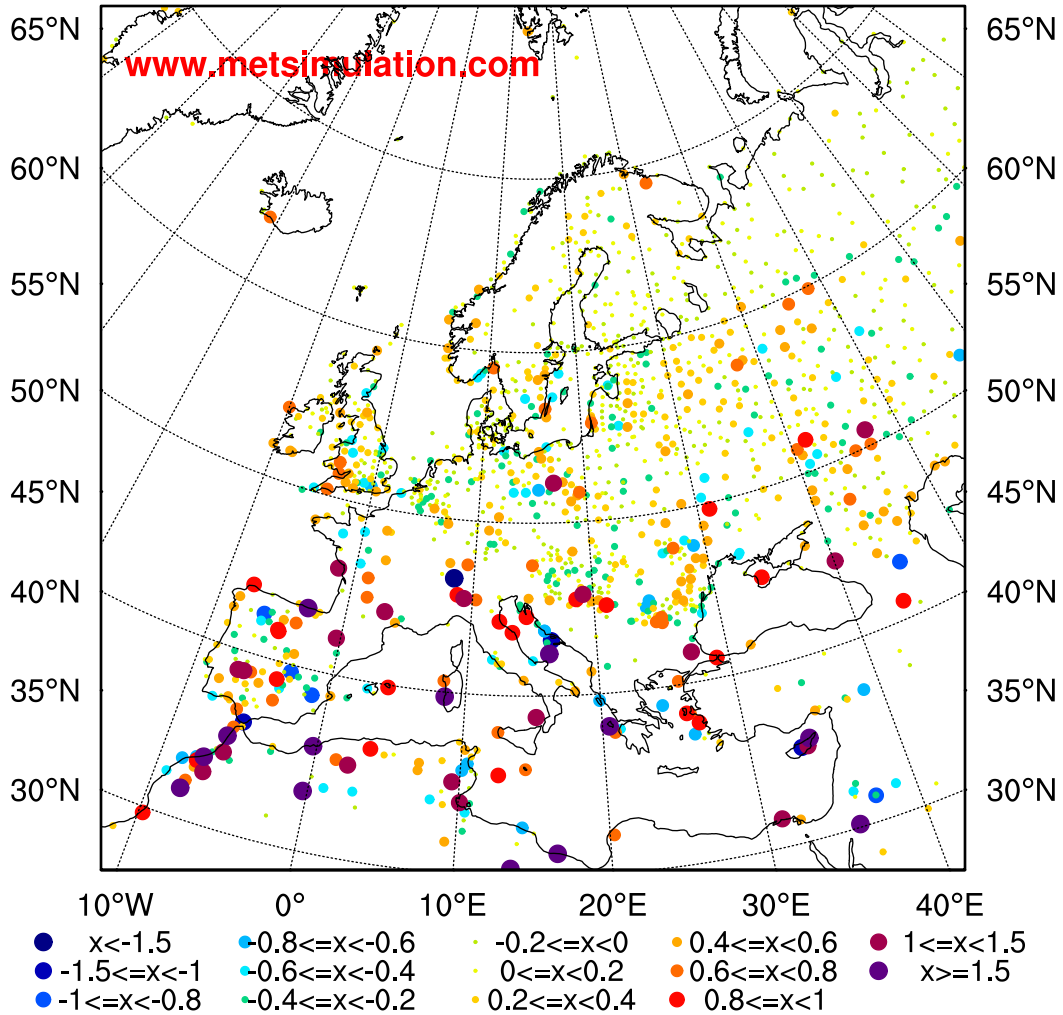 65°N 65°N
www.metsimulation.com
60°N 60°N
55°N 55°N
50°N 50°N
45°N 45°N
40°N 40°N
35°N 35°N
30°N 30°N
10°W 0° 10°E 20°E 30°E 40°E
x<-1.5 -0.8<=x<-0.6 -0.2<=x<0 0.4<=x<0.6 1<=x<1.5
-1.5<=x<-1 -0.6<=x<-0.4 0<=x<0.2 0.6<=x<0.8 x>=1.5
-1<=x<-0.8 -0.4<=x<-0.2 0.2<=x<0.4 0.8<=x<1